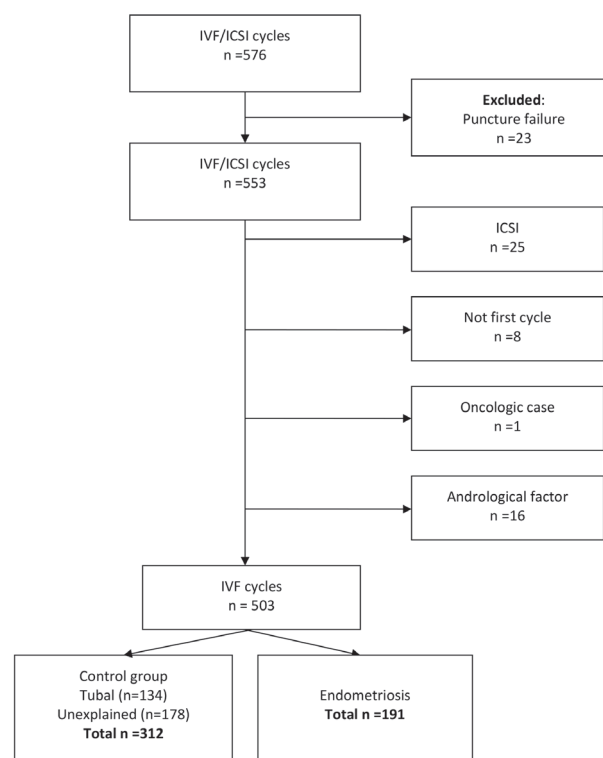 IVF/ICSI cycles
n =576
Excluded:
Puncture failure
n =23
IVF/ICSI cycles
n =553
ICSI
n =25
Not first cycle
n =8
Oncologic case
n =1
Andrological factor
n =16
IVF cycles
n = 503
Control group
Tubal (n=134)
Unexplained (n=178)
Total n =312
Endometriosis
Total n =191